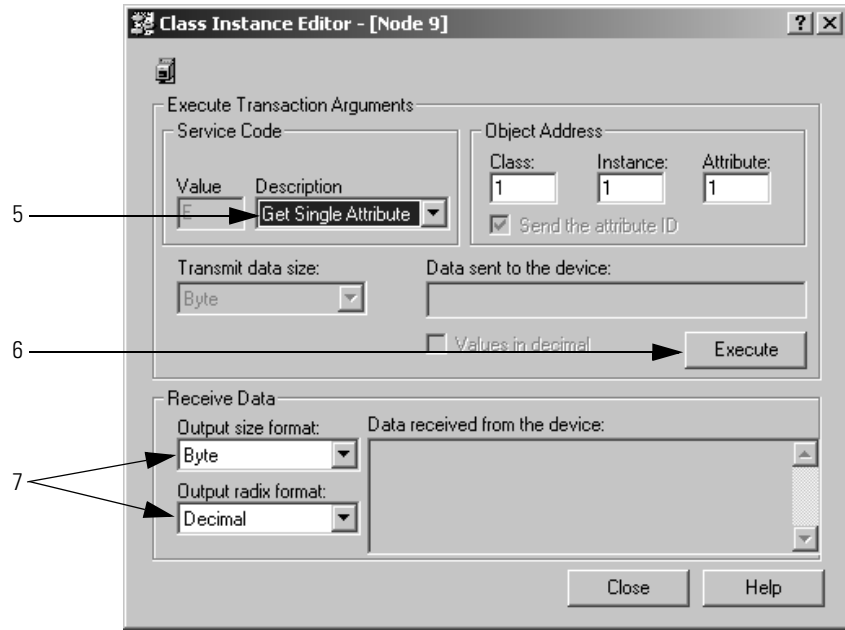 Class Instance Editor - [Node 9]
Execute Transaction Arguments
Service Code
Object Address
Class: Instance: Attribute:
Value Description
1 1 1
5
E Get Single Attribute
Send the attribute ID
Transmit data size: Data sent to the device:
Byte
6
Values in decimal
Execute
Receive Data
Output size format: Data received from the device:
Byte
7
Output radix format:
Decimal
Close Help